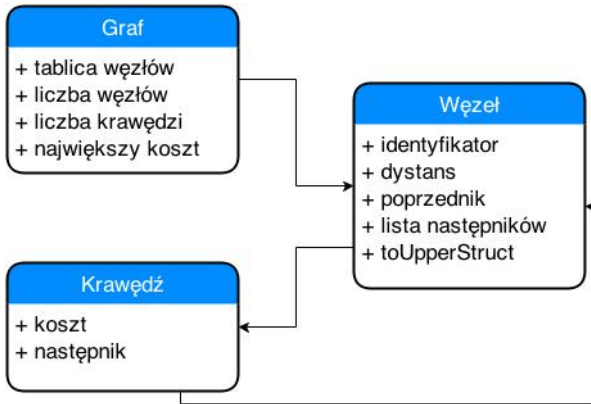 Graf
+ tablica węzłów
+ liczba węzłów
+ liczba krawędzi
+ największy koszt
Węzeł
+ identyfikator
+ dystans
+ poprzednik
+ lista następników
+ toUpperStruct
Krawędź
+ koszt
+ następnik